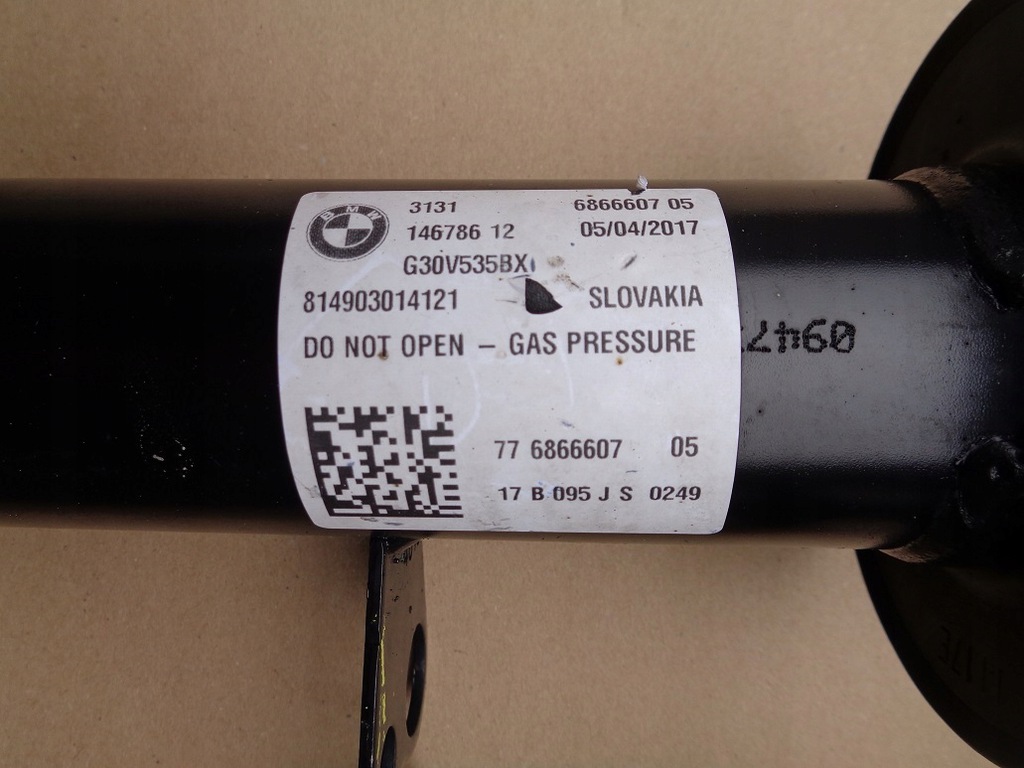 BMW
3131 6866607 05
146786 12 05/04/2017
G30V535BX
814903014121 SLOVAKIA
DO NOT OPEN – GAS PRESSURE
77 6866607 05
17 B 095 J S 0249